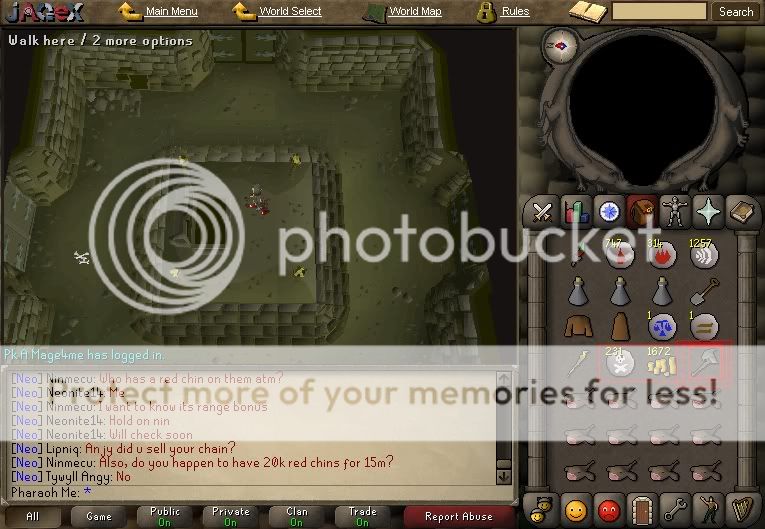 JAGeX Main Menu World Select World Map Rules Search
Walk here / 2 more options
photobucket
747 314 1257
1 1
231 1672
Pk A Mage4me has logged in.
Protect more of your memories for less!
[Neo] Ninmecu: Who has a red chin on them atm?
[Neo] Neonite14: Me
[Neo] Ninmecu: I want to know its range bonus
[Neo] Neonite14: Hold on nin
[Neo] Neonite14: Will check soon
[Neo] Lipniq: An jy did u sell your chain?
[Neo] Ninmecu: Also, do you happen to have 20k red chins for 15m?
[Neo] Tywyll Angy: No
Pharaoh Me: *
All Game Public On Private On Clan On Trade On Report Abuse